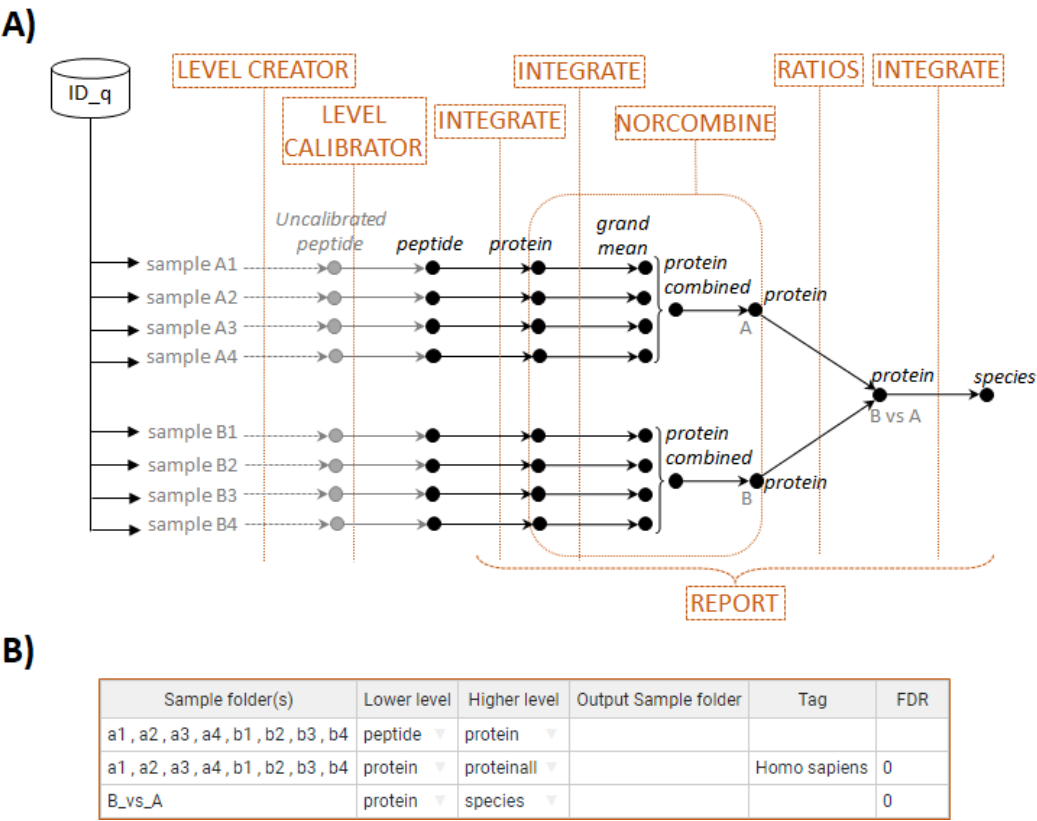 A)
ID_q
LEVEL CREATOR
INTEGRATE
RATIOS
INTEGRATE
LEVEL
CALIBRATOR
INTEGRATE
NORCOMBINE
Uncalibrated
peptide
peptide
protein
grand
mean
sample A1
sample A2
sample A3
sample A4
protein
combined
protein
A
protein
B vs A
species
sample B1
sample B2
sample B3
sample B4
protein
combined
protein
B
REPORT
B)
Sample folder(s) Lower level Higher level Output Sample folder Tag FDR
a1 , a2 , a3 , a4 , b1 , b2 , b3 , b4 peptide protein
a1 , a2 , a3 , a4 , b1 , b2 , b3 , b4 protein proteinall Homo sapiens 0
B_vs_A protein species 0